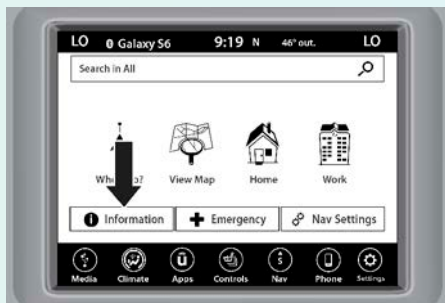 LO Galaxy S6 9:19 N 46° out. LO
Search in All
View Map Home Work
Information Emergency Nav Settings
Media Climate Apps Controls Nav Phone Settings